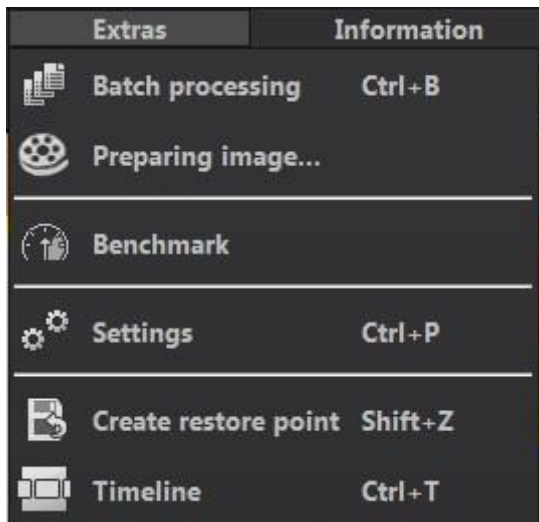 Extras Information
Batch processing Ctrl+B
Preparing image...
Benchmark
Settings Ctrl+P
Create restore point Shift+Z
Timeline Ctrl+T